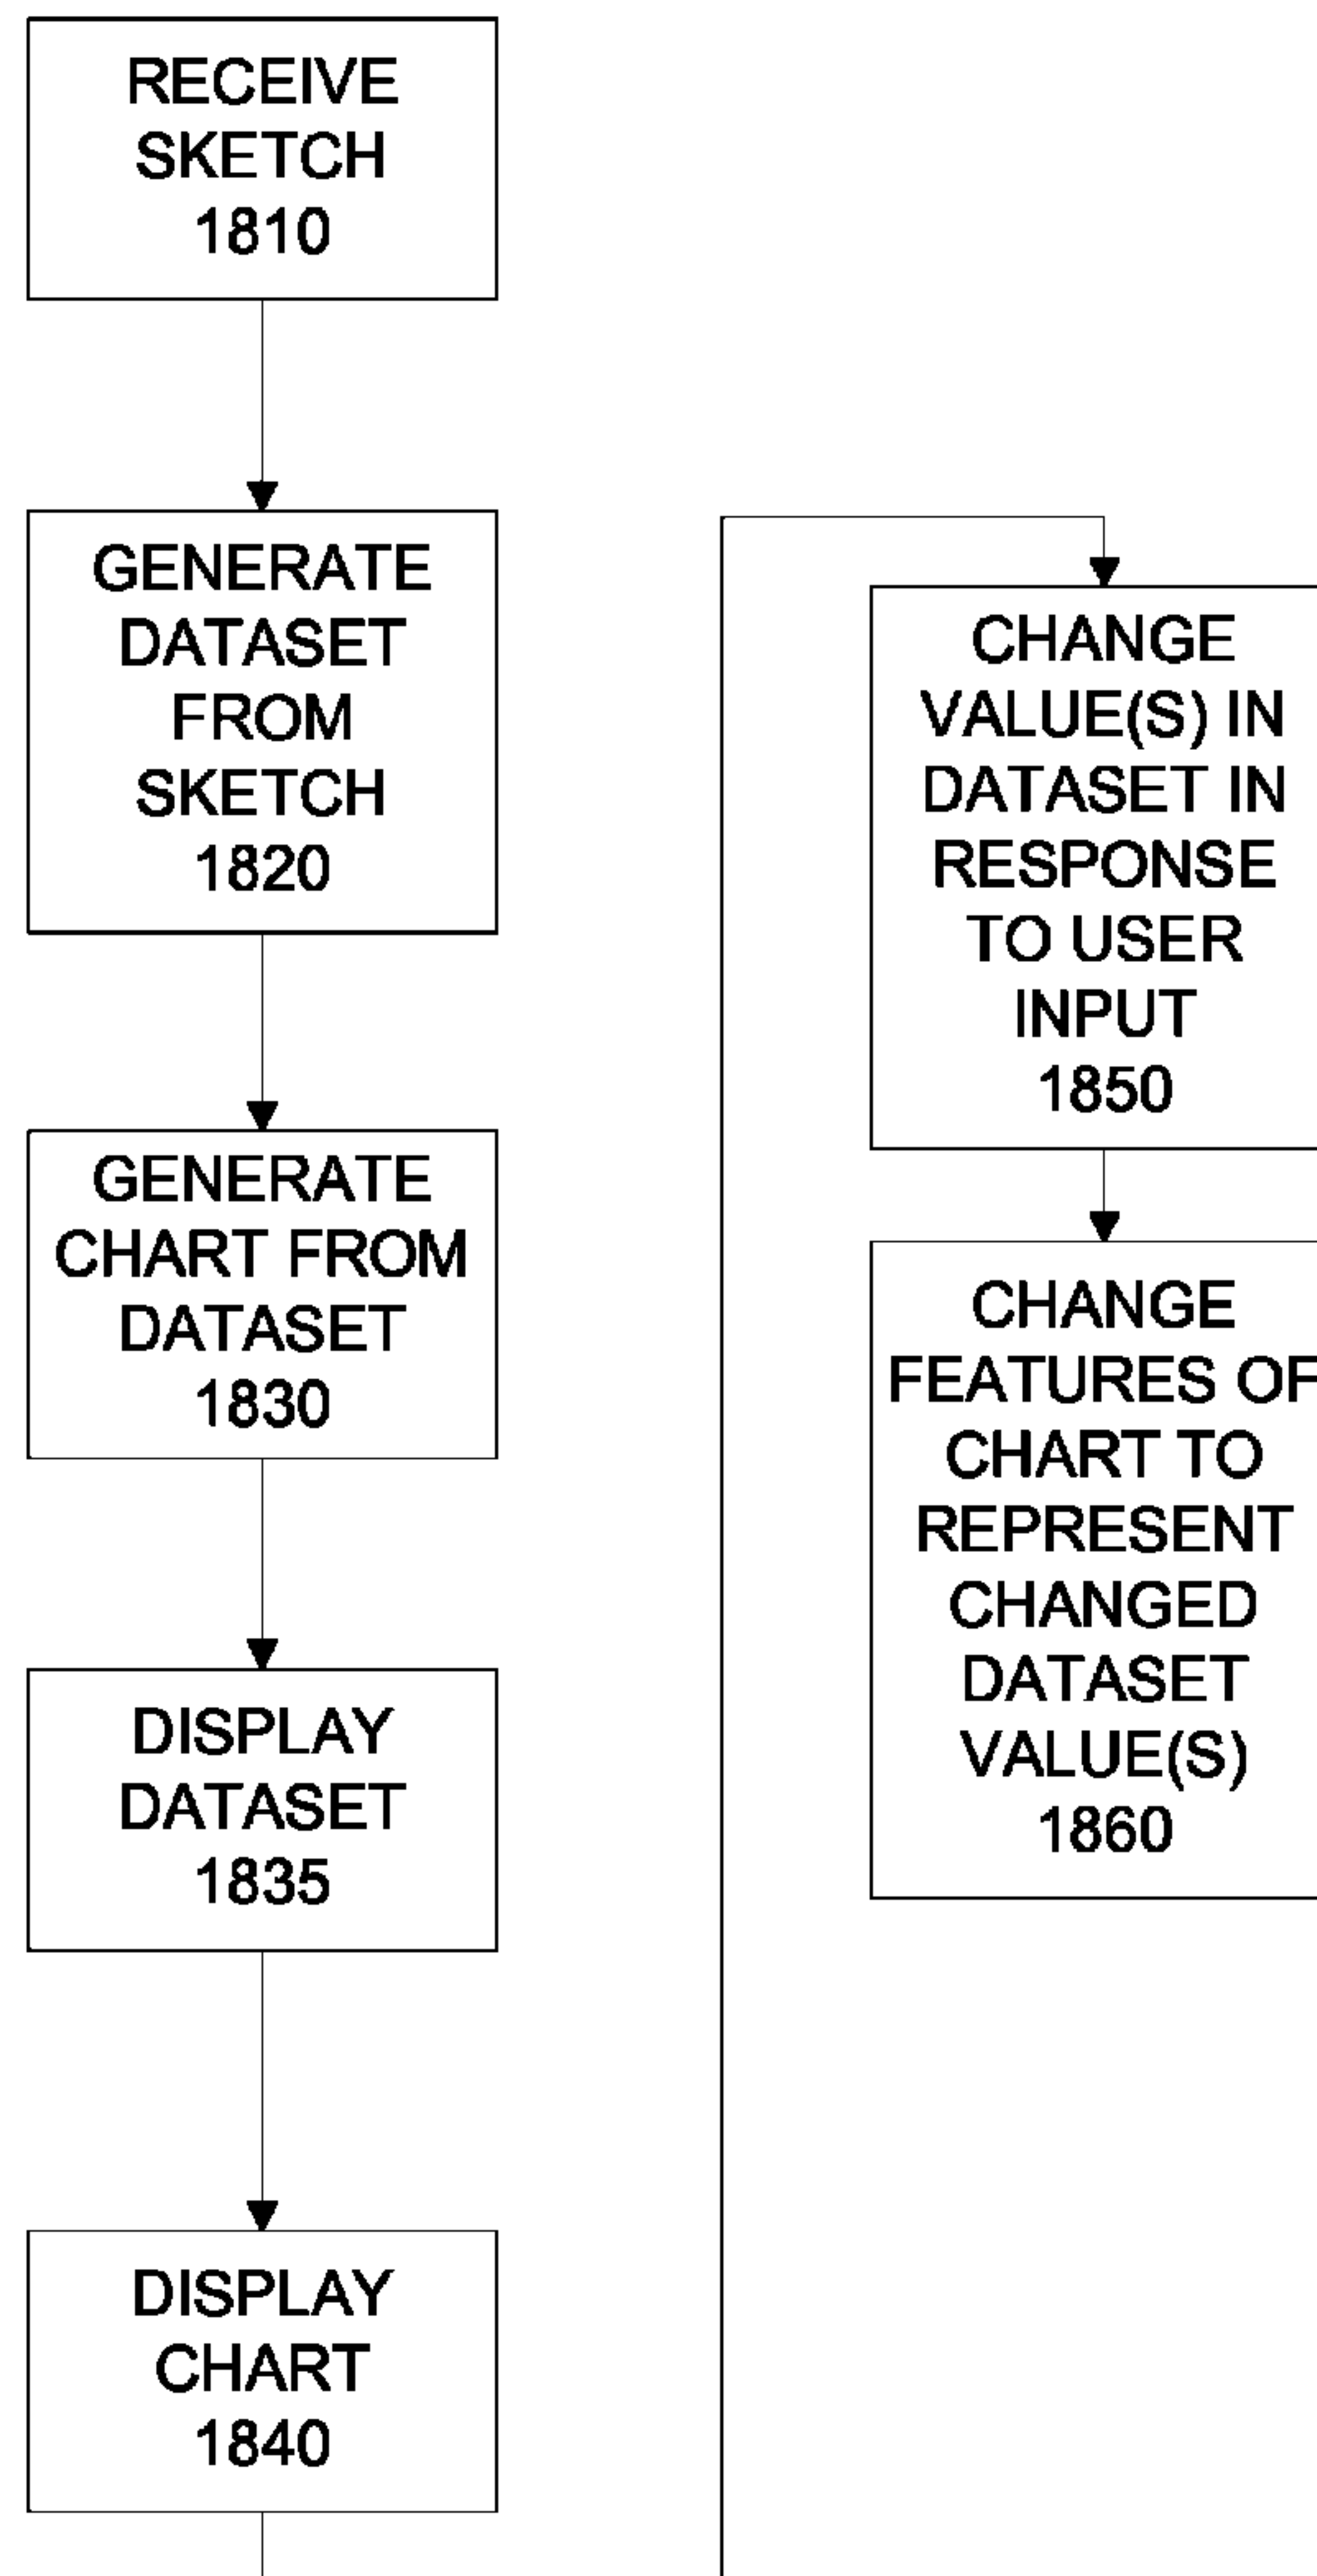 RECEIVE
SKETCH
1810
GENERATE
DATASET
FROM
SKETCH
1820
GENERATE
CHART FROM
DATASET
1830
DISPLAY
DATASET
1835
DISPLAY
CHART
1840
CHANGE
VALUE(S) IN
DATASET IN
RESPONSE
TO USER
INPUT
1850
CHANGE
FEATURES OF
CHART TO
REPRESENT
CHANGED
DATASET
VALUE(S)
1860